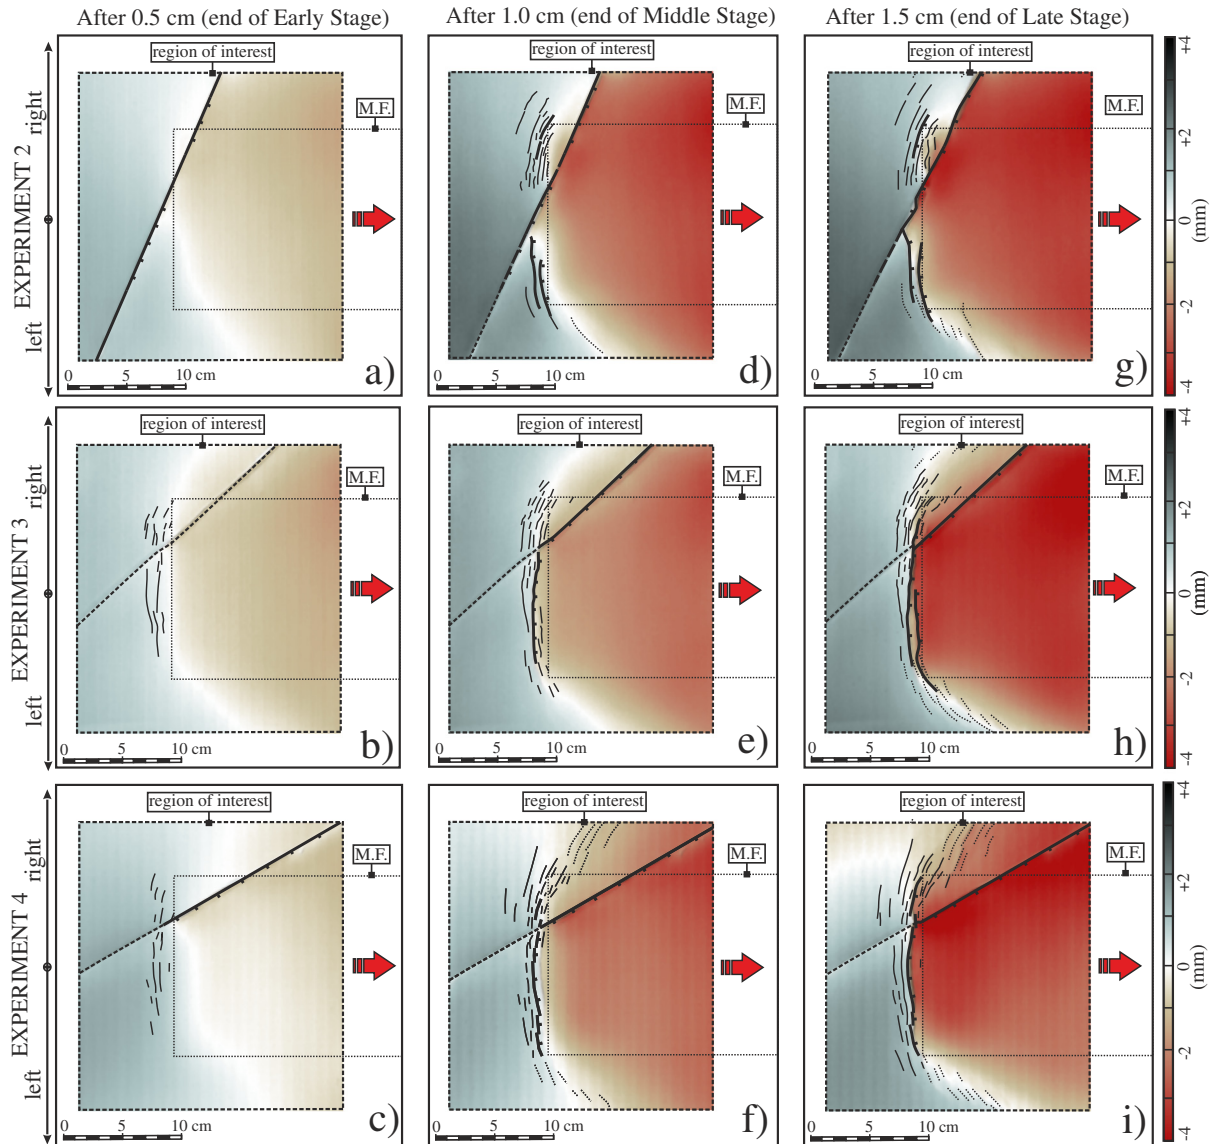 After 0.5 cm (end of Early Stage)
After 1.0 cm (end of Middle Stage)
After 1.5 cm (end of Late Stage)
EXPERIMENT 2
right
left
region of interest
M.F.
0 5 10 cm
a)
region of interest
M.F.
0 5 10 cm
d)
region of interest
M.F.
0 5 10 cm
g)
+4
+2
0
-2
-4
(mm)
EXPERIMENT 3
right
left
region of interest
M.F.
0 5 10 cm
b)
region of interest
M.F.
0 5 10 cm
e)
region of interest
M.F.
0 5 10 cm
h)
+4
+2
0
-2
-4
(mm)
EXPERIMENT 4
right
left
region of interest
M.F.
0 5 10 cm
c)
region of interest
M.F.
0 5 10 cm
f)
region of interest
M.F.
0 5 10 cm
i)
+4
+2
0
-2
-4
(mm)